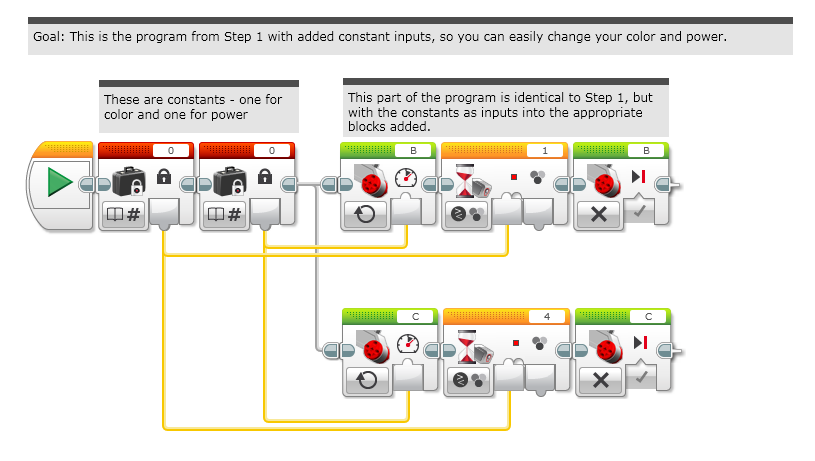 Goal: This is the program from Step 1 with added constant inputs, so you can easily change your color and power.
These are constants - one for
color and one for power
This part of the program is identical to Step 1, but
with the constants as inputs into the appropriate
blocks added.
0
0
B
1
B
#
#
C
4
C